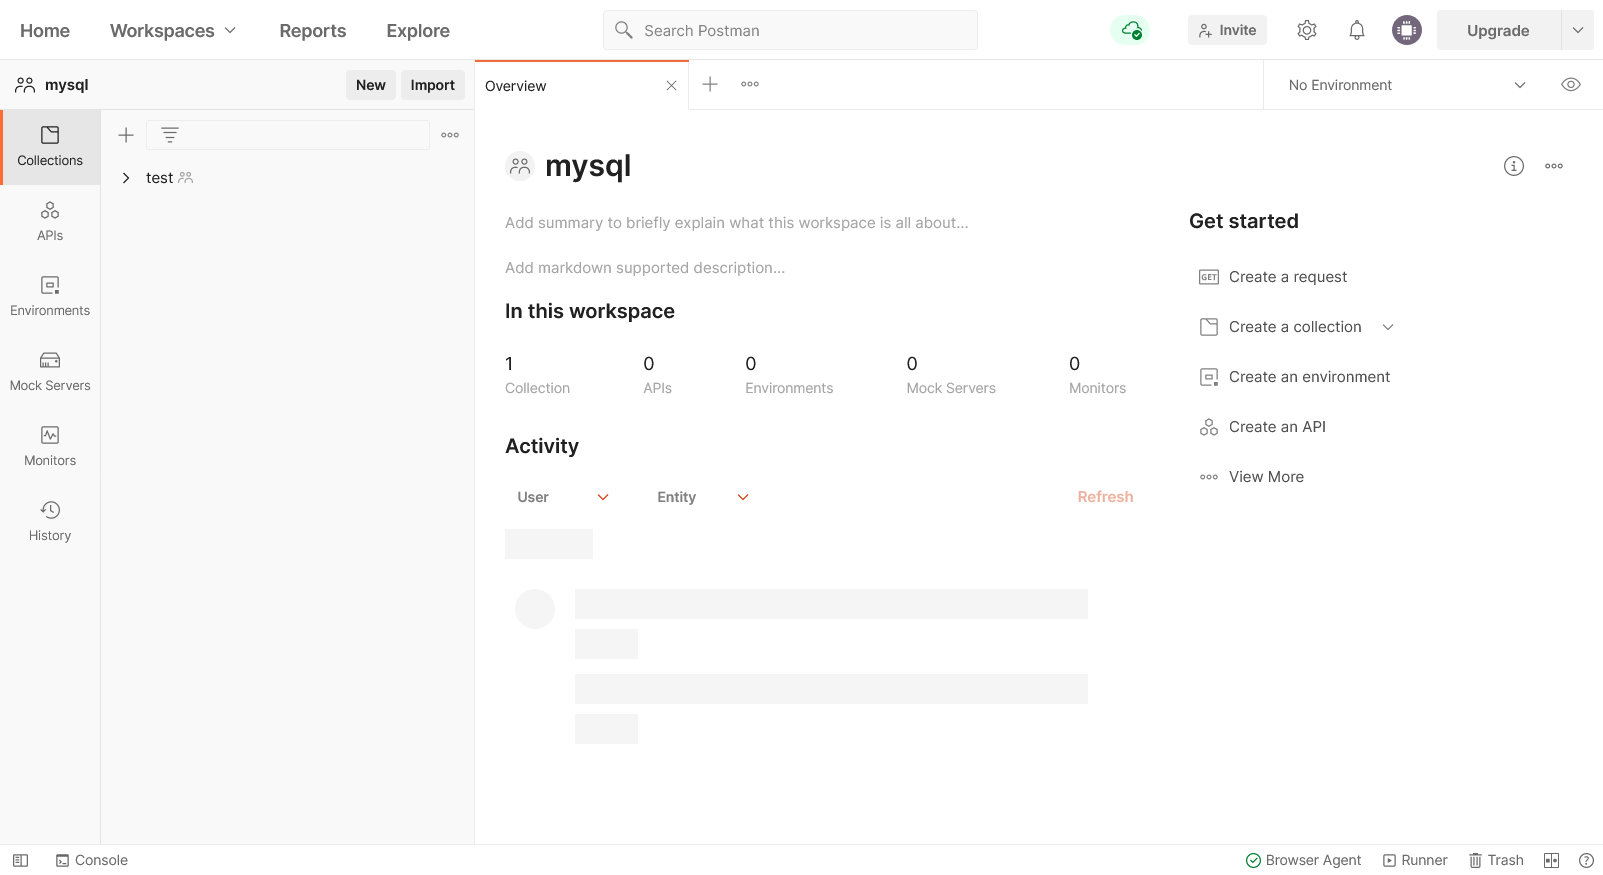 Home
Workspaces
Reports
Explore
Search Postman
Invite
Upgrade
mysql
New
Import
Overview
No Environment
Collections
test
APIs
Environments
Mock Servers
Monitors
History
mysql
Add summary to briefly explain what this workspace is all about...
Add markdown supported description...
In this workspace
1
Collection
0
APIs
0
Environments
0
Mock Servers
0
Monitors
Activity
User
Entity
Refresh
Get started
GET Create a request
Create a collection
Create an environment
Create an API
View More
Console
Browser Agent
Runner
Trash